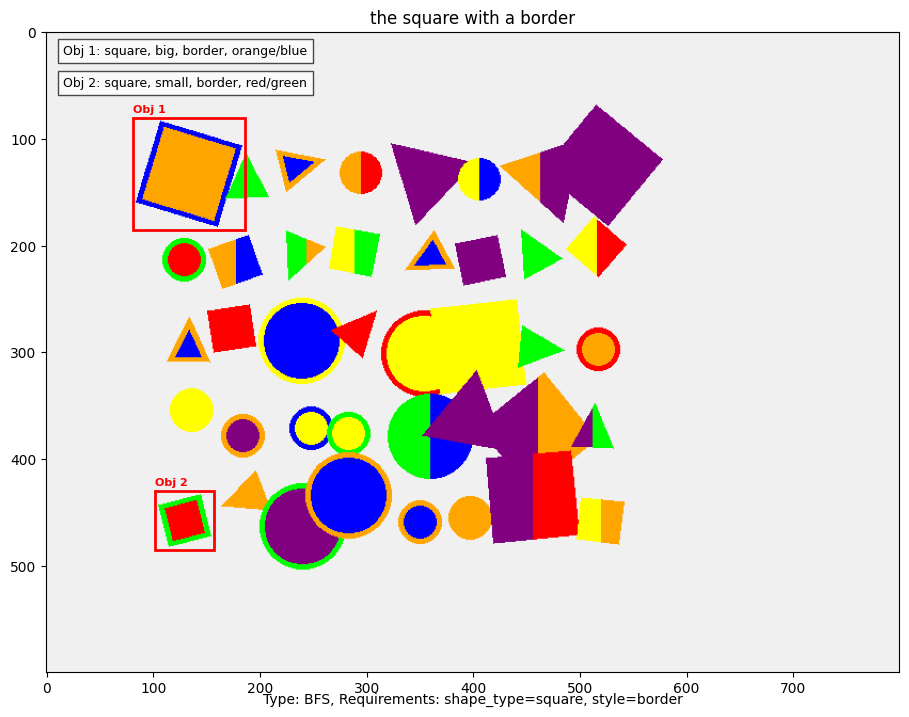 the square with a border
Obj 1: square, big, border, orange/blue
Obj 2: square, small, border, red/green
Obj 1
Obj 2
0
100
200
300
400
500
0 100 200 300 400 500 600 700
Type: BFS, Requirements: shape_type=square, style=border